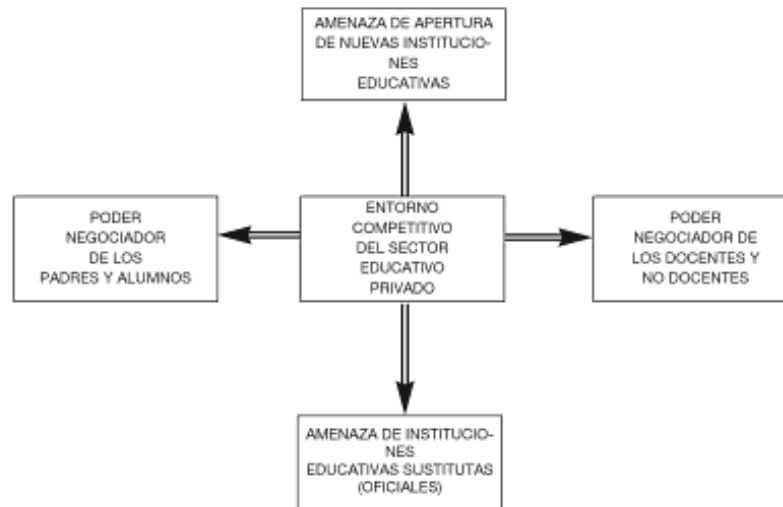 AMENAZA DE APERTURA
DE NUEVAS INSTITUCIO-
NES
EDUCATIVAS
PODER
NEGOCIADOR
DE LOS
PADRES Y ALUMNOS
ENTORNO
COMPETITIVO
DEL SECTOR
EDUCATIVO
PRIVADO
PODER
NEGOCIADOR DE
LOS DOCENTES Y
NO DOCENTES
AMENAZA DE INSTITUCIO-
NES
EDUCATIVAS SUSTITUTAS
(OFICIALES)